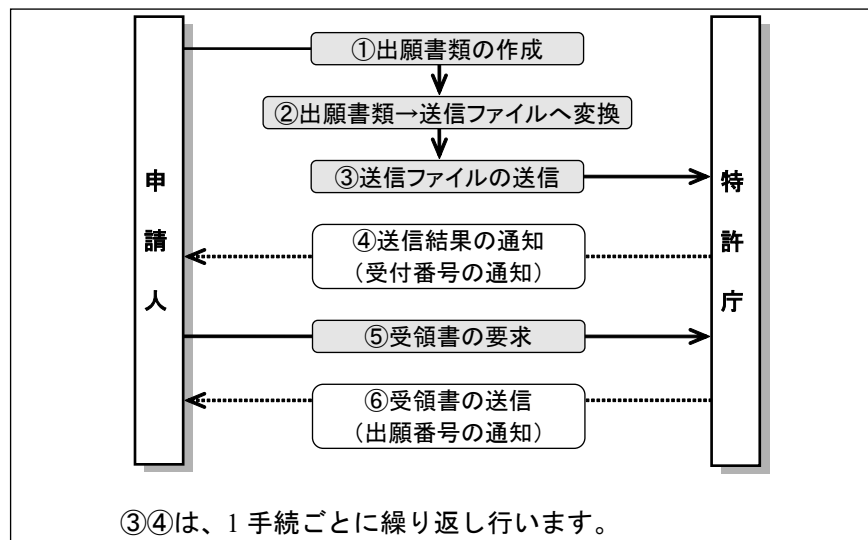 ①出願書類の作成
②出願書類→送信ファイルへ変換
③送信ファイルの送信
申請人
特許庁
④送信結果の通知
（受付番号の通知）
⑤受領書の要求
⑥受領書の送信
（出願番号の通知）
③④は、1 手続ごとに繰り返し行います。